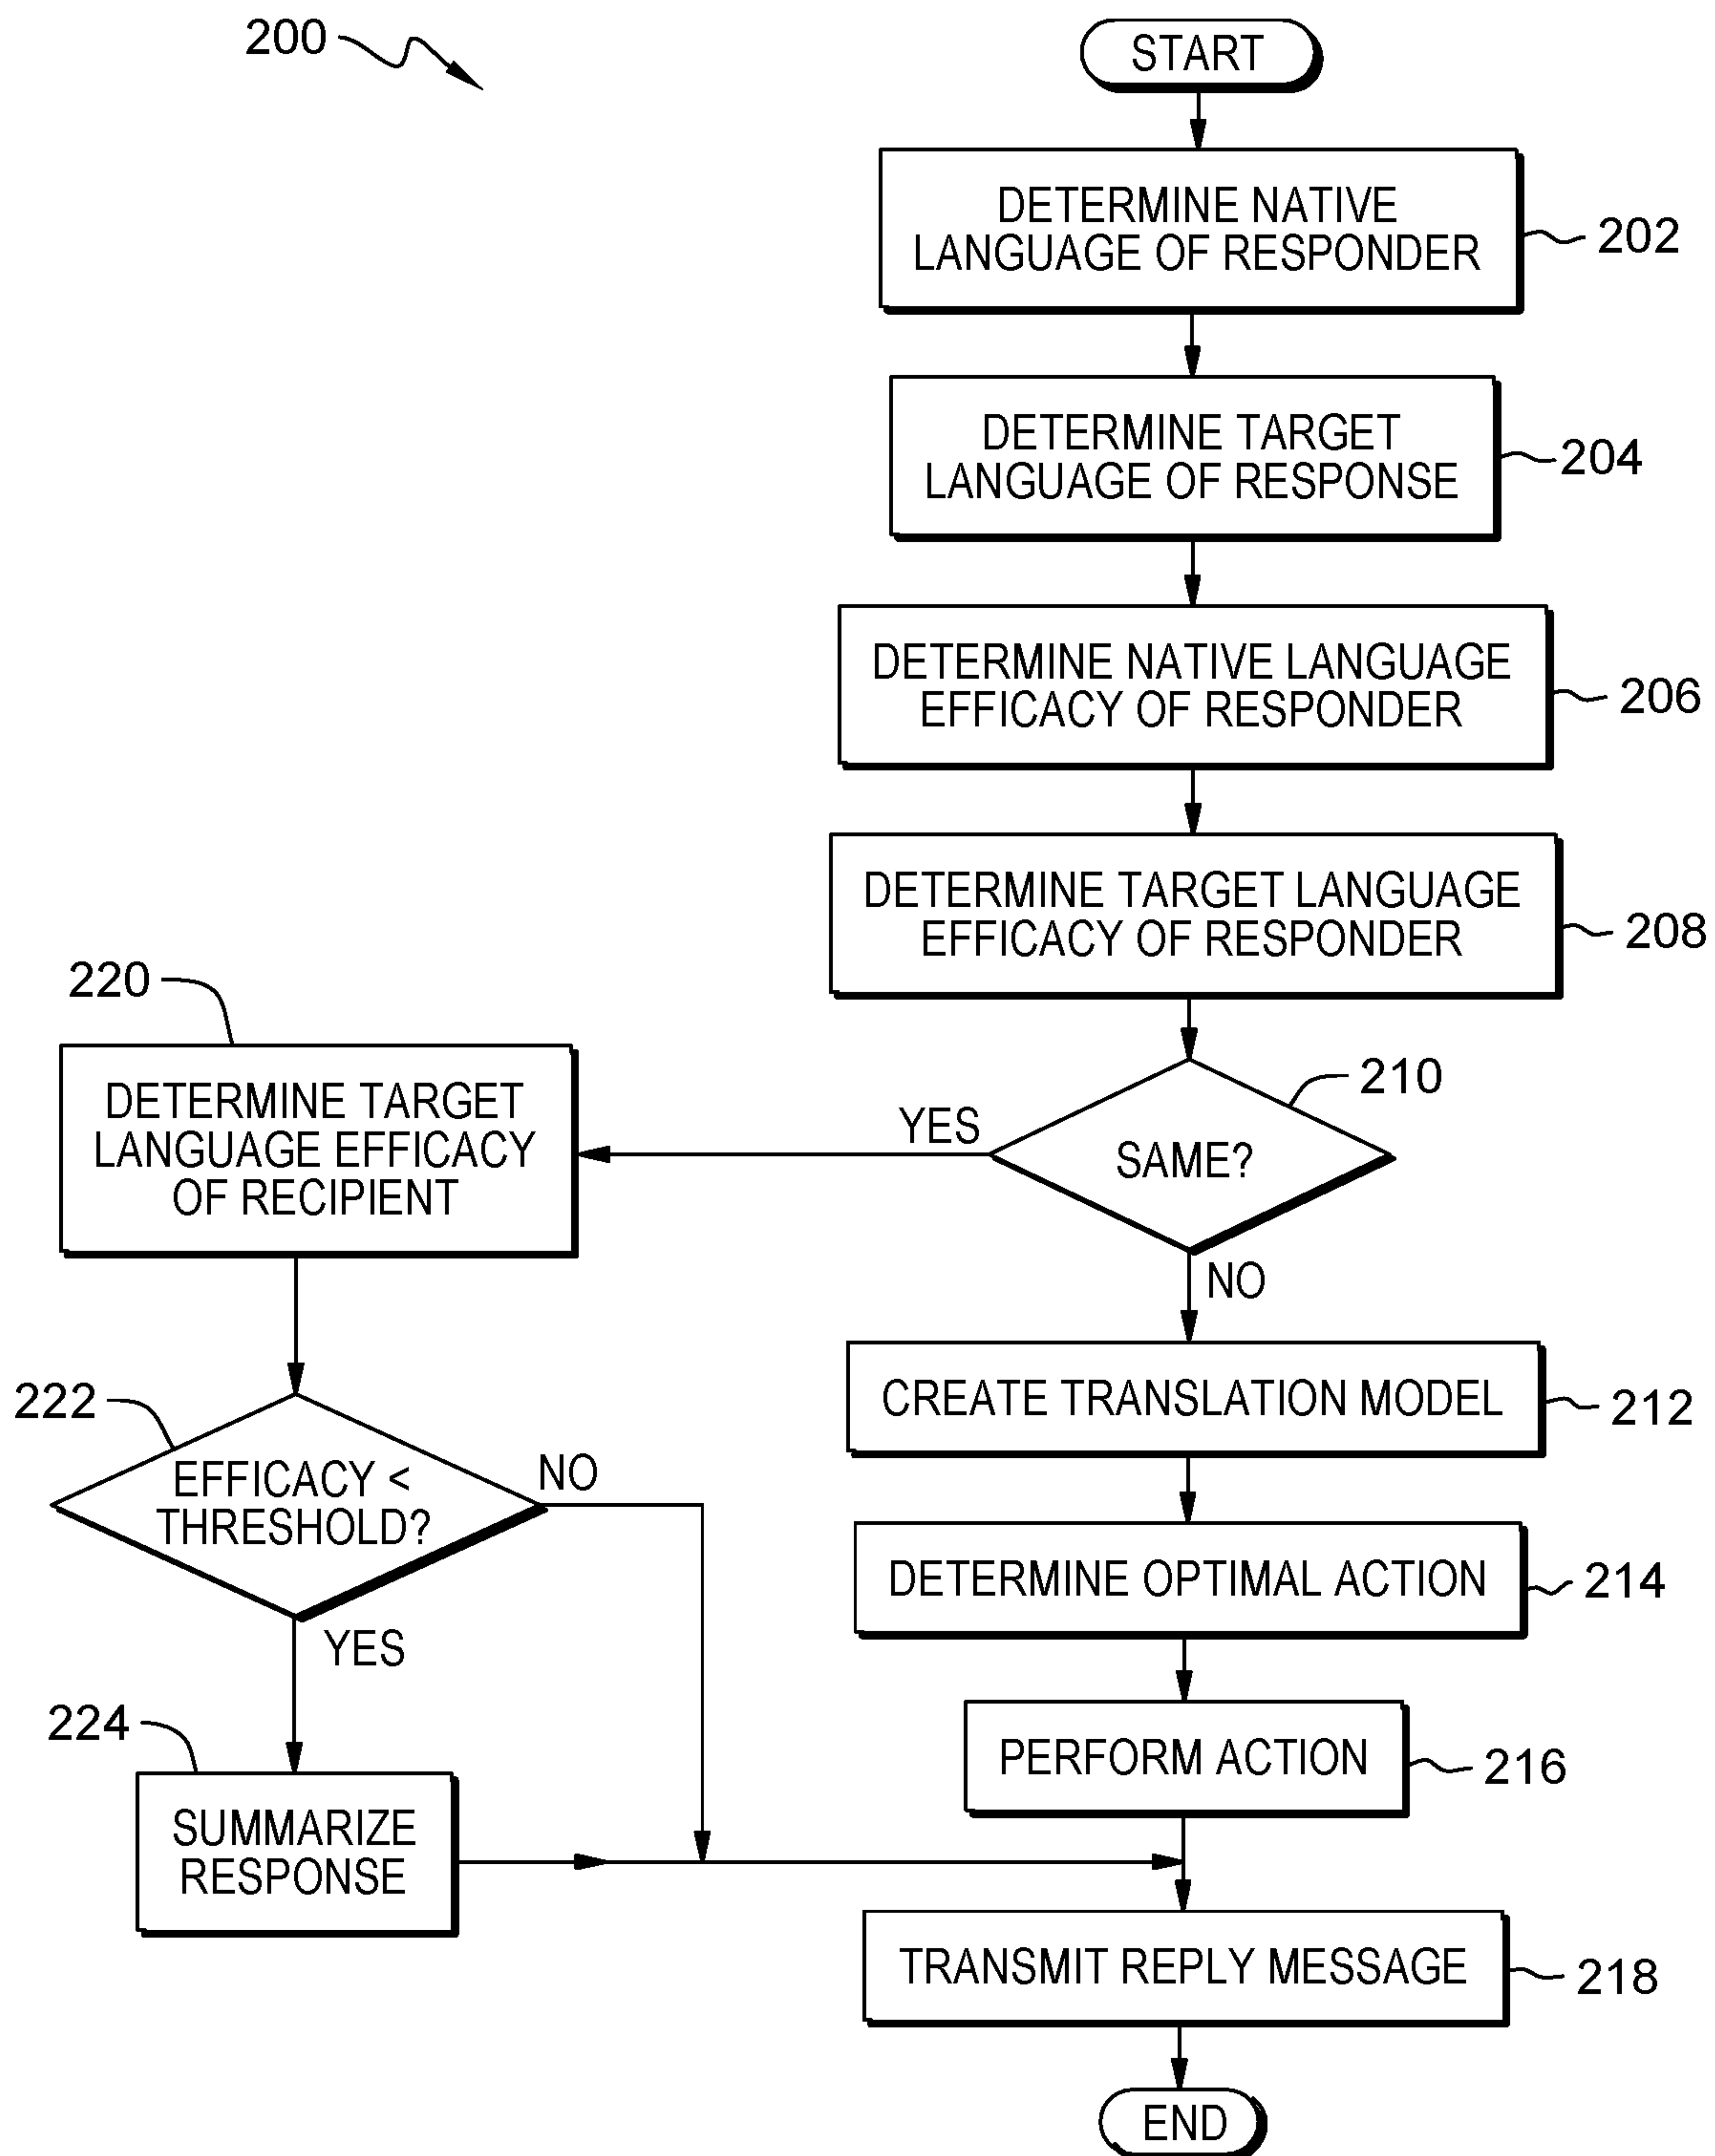 200
START
DETERMINE NATIVE
LANGUAGE OF RESPONDER
202
DETERMINE TARGET
LANGUAGE OF RESPONSE
204
DETERMINE NATIVE LANGUAGE
EFFICACY OF RESPONDER
206
DETERMINE TARGET LANGUAGE
EFFICACY OF RESPONDER
208
210
SAME?
YES
NO
220
DETERMINE TARGET
LANGUAGE EFFICACY
OF RECIPIENT
222
EFFICACY <
THRESHOLD?
NO
YES
224
SUMMARIZE
RESPONSE
CREATE TRANSLATION MODEL
212
DETERMINE OPTIMAL ACTION
214
PERFORM ACTION
216
TRANSMIT REPLY MESSAGE
218
END